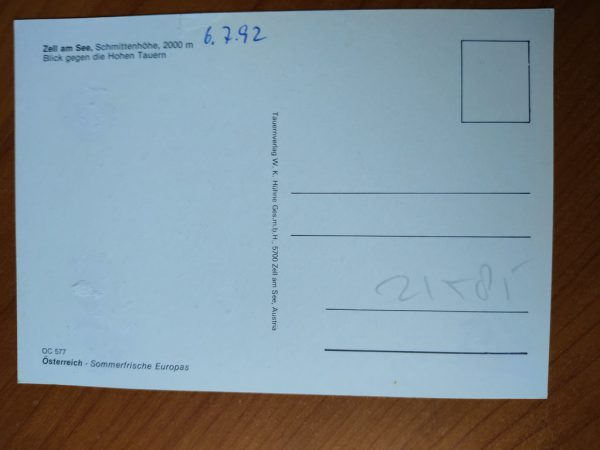 Zell am See, Schmittenhöhe, 2000 m
Blick gegen die Hohen Tauern
6.7.92
Tauernverlag W. K. Hühne Ges.m.b.H., 5700 Zell am See, Austria
OC 577
Österreich - Sommerfrische Europas